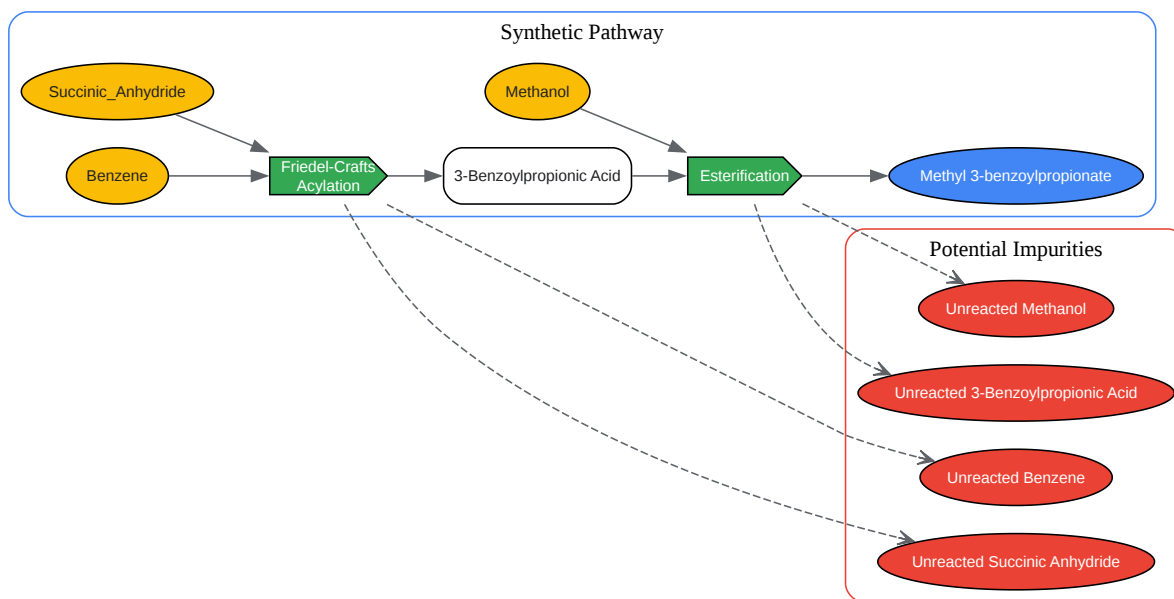 Synthetic Pathway
Succinic_Anhydride
Methanol
Benzene
Friedel-Crafts
Acylation
3-Benzoylpropionic Acid
Esterification
Methyl 3-benzoylpropionate
Potential Impurities
Unreacted Methanol
Unreacted 3-Benzoylpropionic Acid
Unreacted Benzene
Unreacted Succinic Anhydride